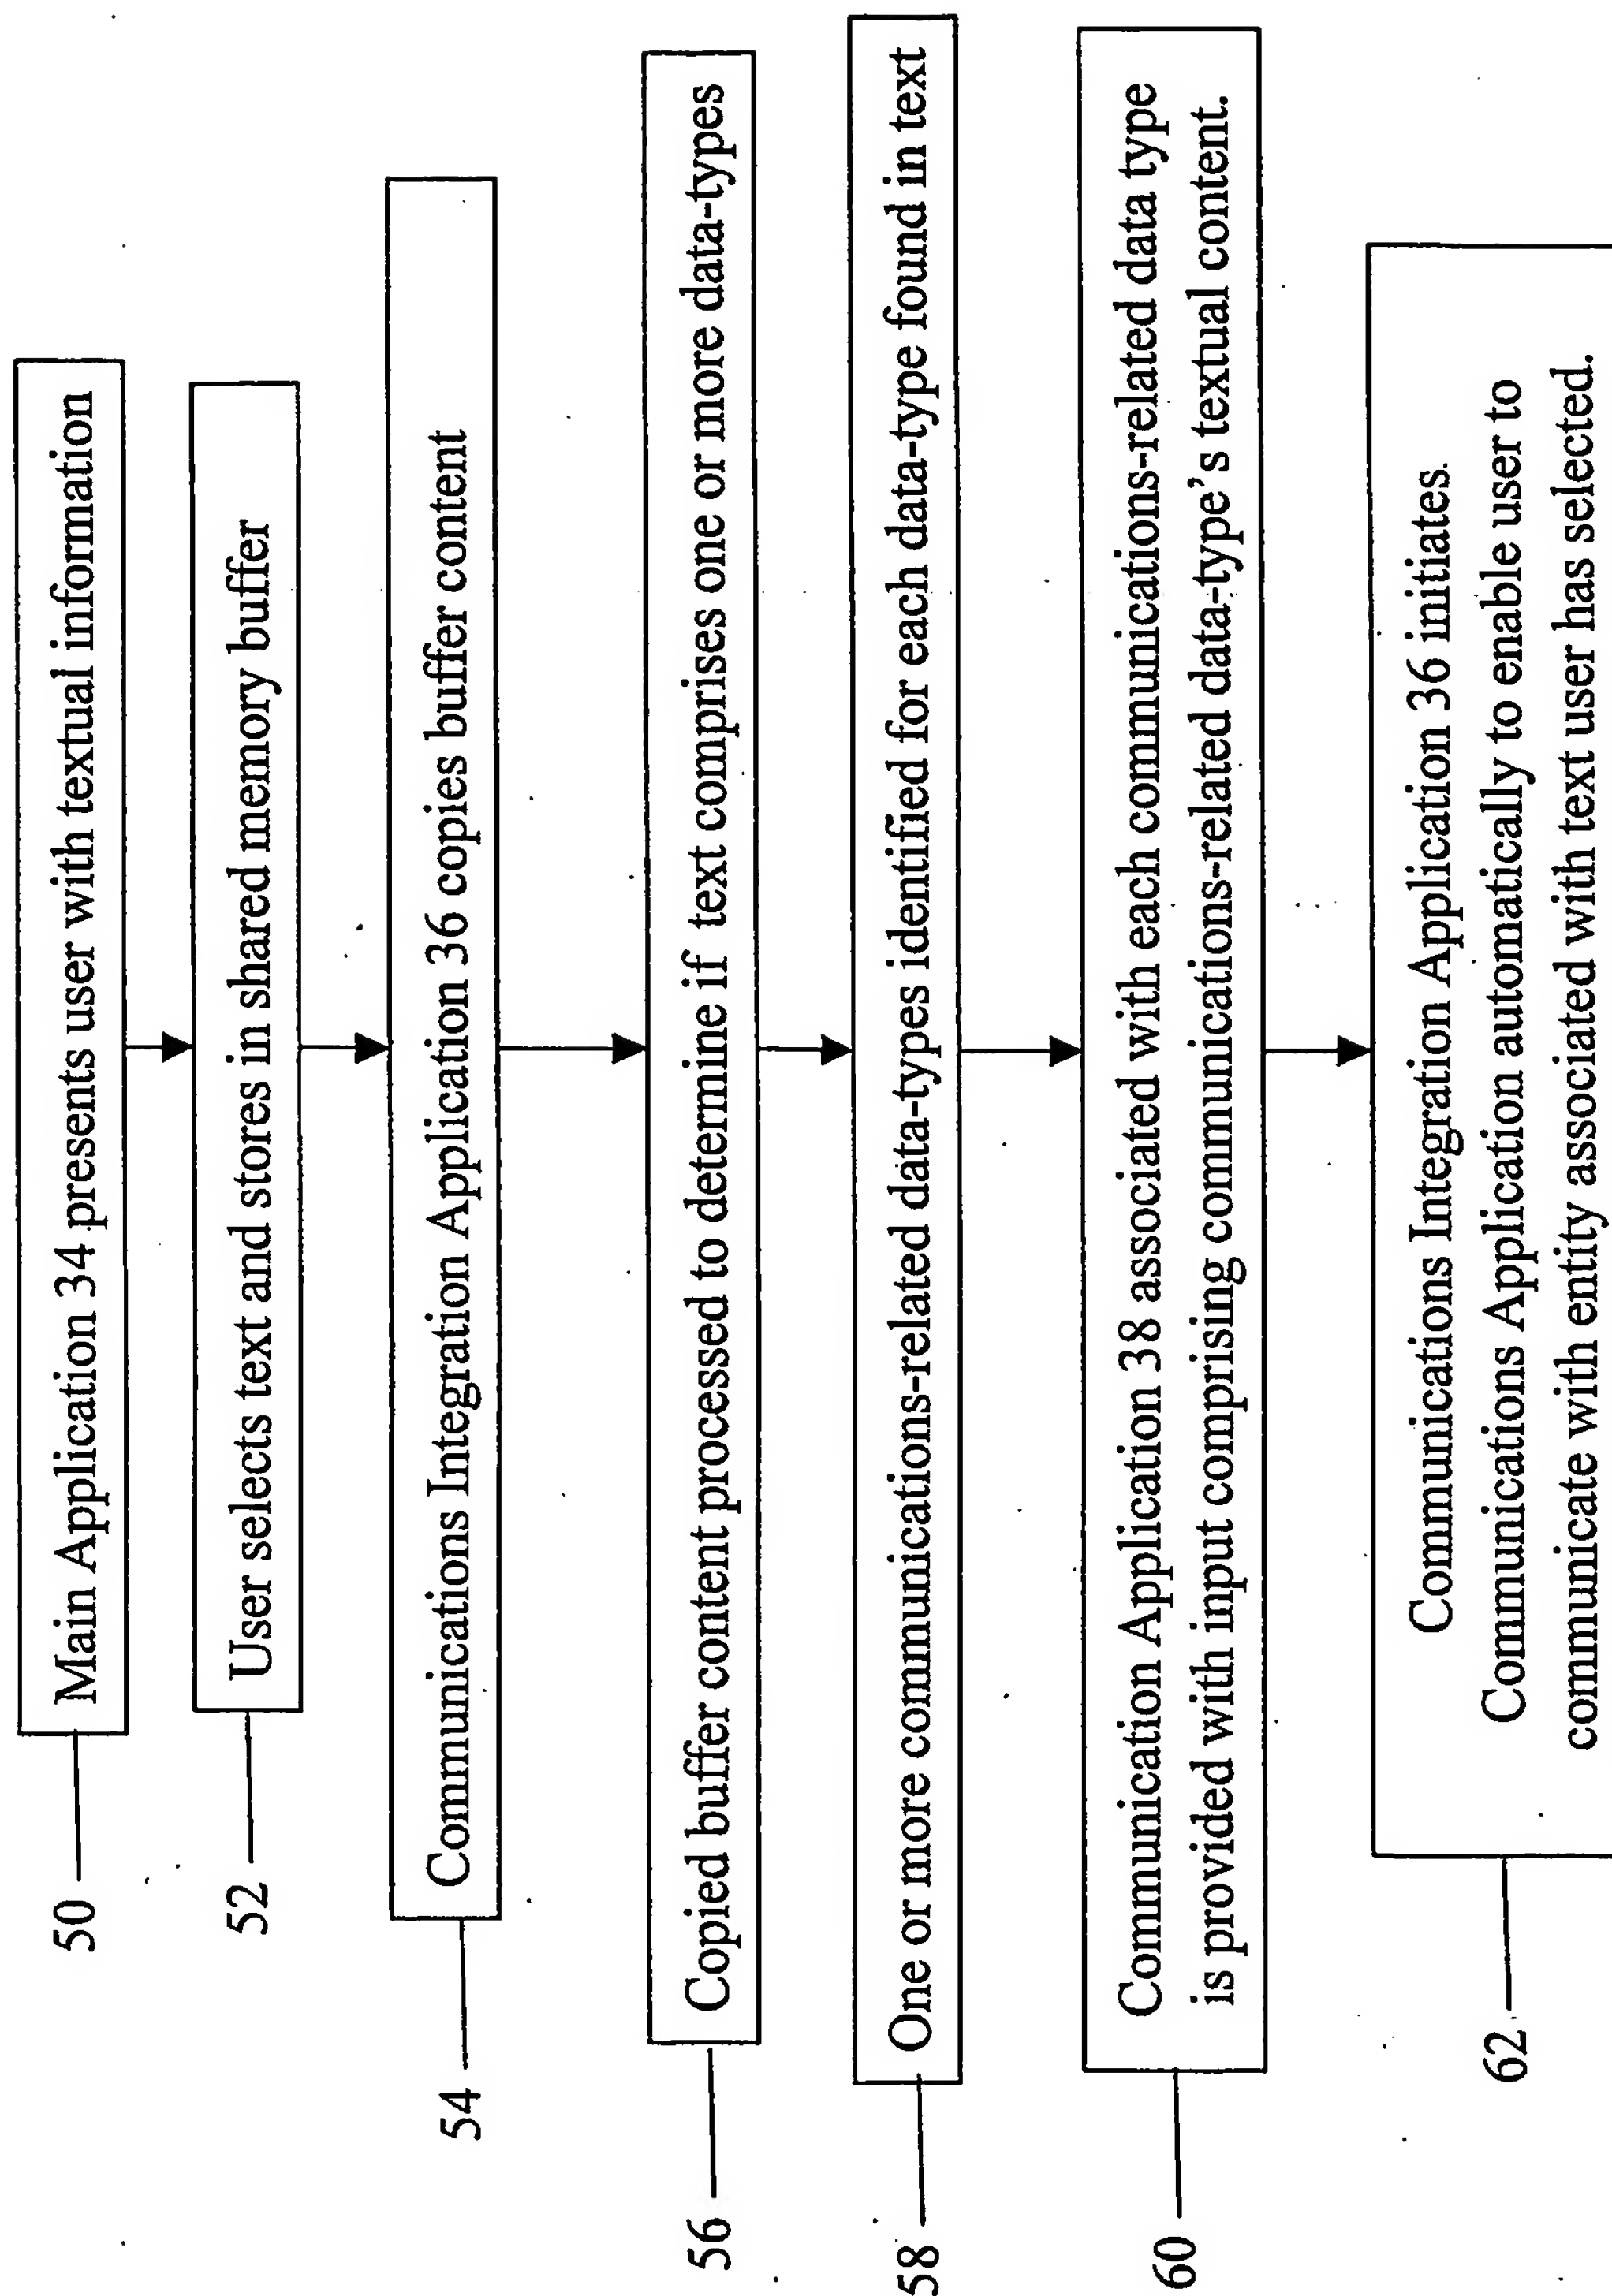 50
Main Application 34 presents user with textual information
52
User selects text and stores in shared memory buffer
54
Communications Integration Application 36 copies buffer content
56
Copied buffer content processed to determine if text comprises one or more data-types
58
One or more communications-related data-types identified for each data-type found in text
60
Communication Application 38 associated with each communications-related data type
is provided with input comprising communications-related data-type's textual content.
62
Communications Integration Application 36 initiates.
Communications Application automatically to enable user to
communicate with entity associated with text user has selected.